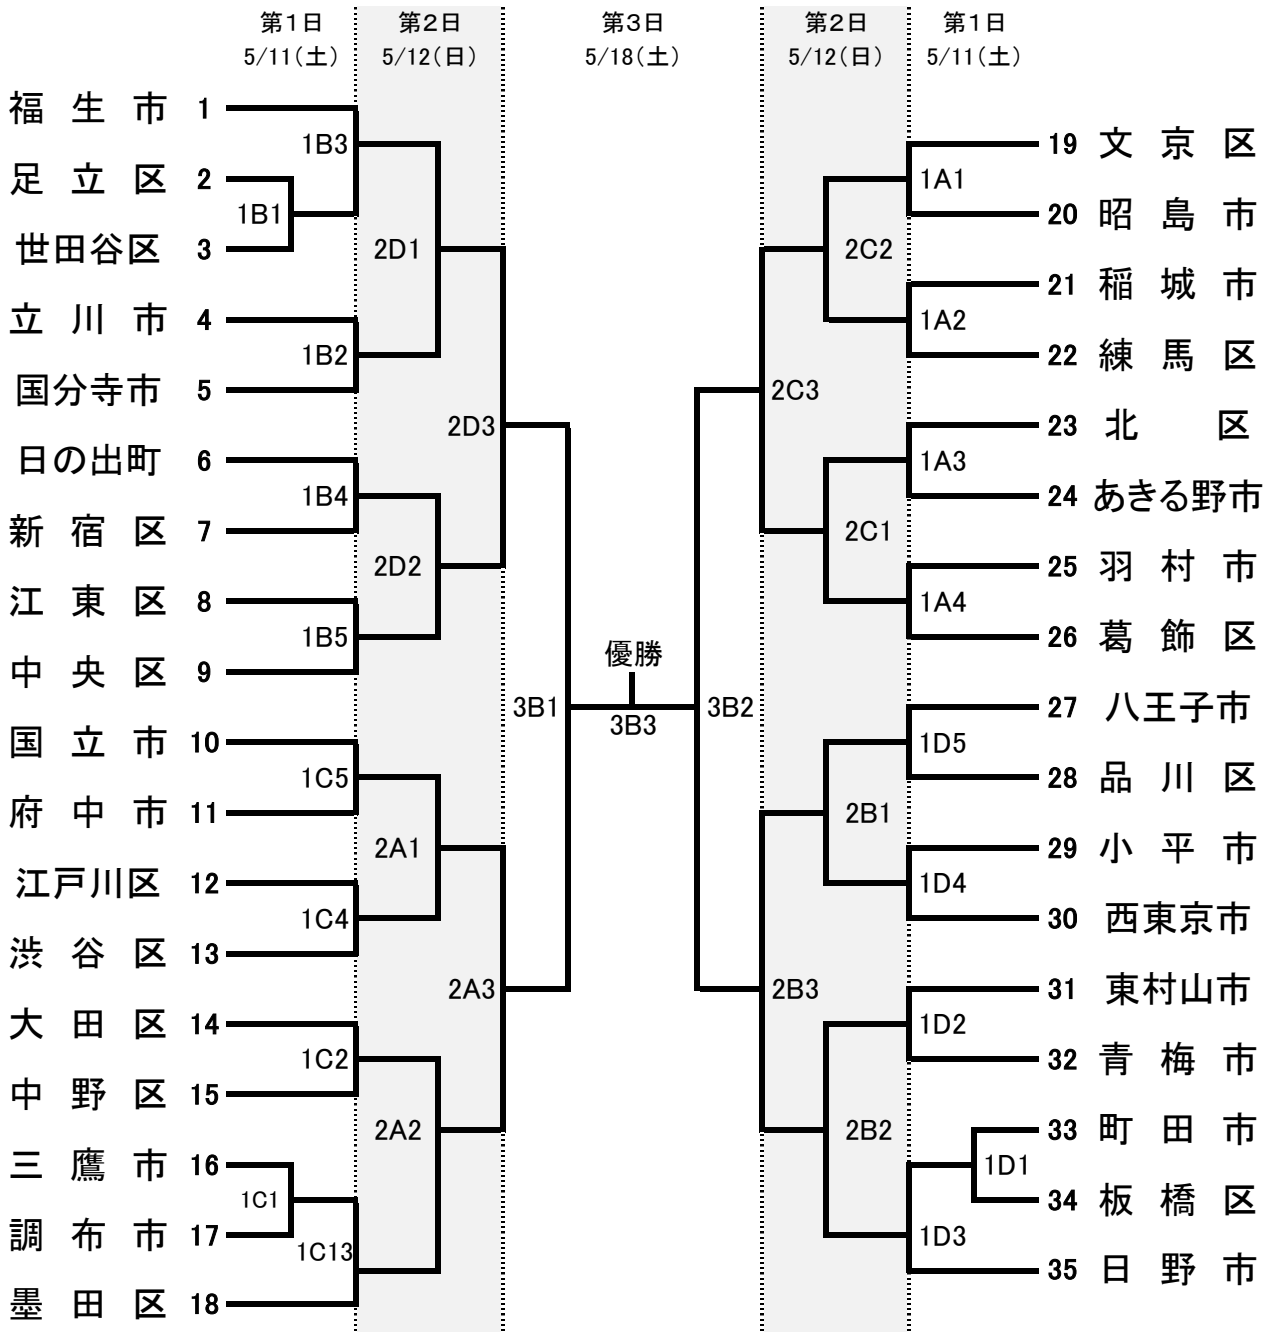 第1日 第2日 第3日 第2日 第1日
5/11(土) 5/12(日) 5/18(土) 5/12(日) 5/11(土)
福生市 1
1B3
足立区 2
1B1
世田谷区 3
2D1
立川市 4
1B2
国分寺市 5
2D3
日の出町 6
1B4
新宿区 7
2D2
江東区 8
1B5
中央区 9
3B1
国立市 10
1C5
府中市 11
2A1
江戸川区 12
1C4
渋谷区 13
2A3
大田区 14
1C2
中野区 15
2A2
三鷹市 16
1C1
調布市 17
1C13
墨田区 18
優勝
3B3
19 文京区
1A1
20 昭島市
2C2
21 稲城市
1A2
22 練馬区
2C3
23 北区
1A3
24 あきる野市
2C1
25 羽村市
1A4
26 葛飾区
3B2
27 八王子市
1D5
28 品川区
2B1
29 小平市
1D4
30 西東京市
2B3
31 東村山市
1D2
32 青梅市
2B2
33 町田市
1D1
34 板橋区
1D3
35 日野市